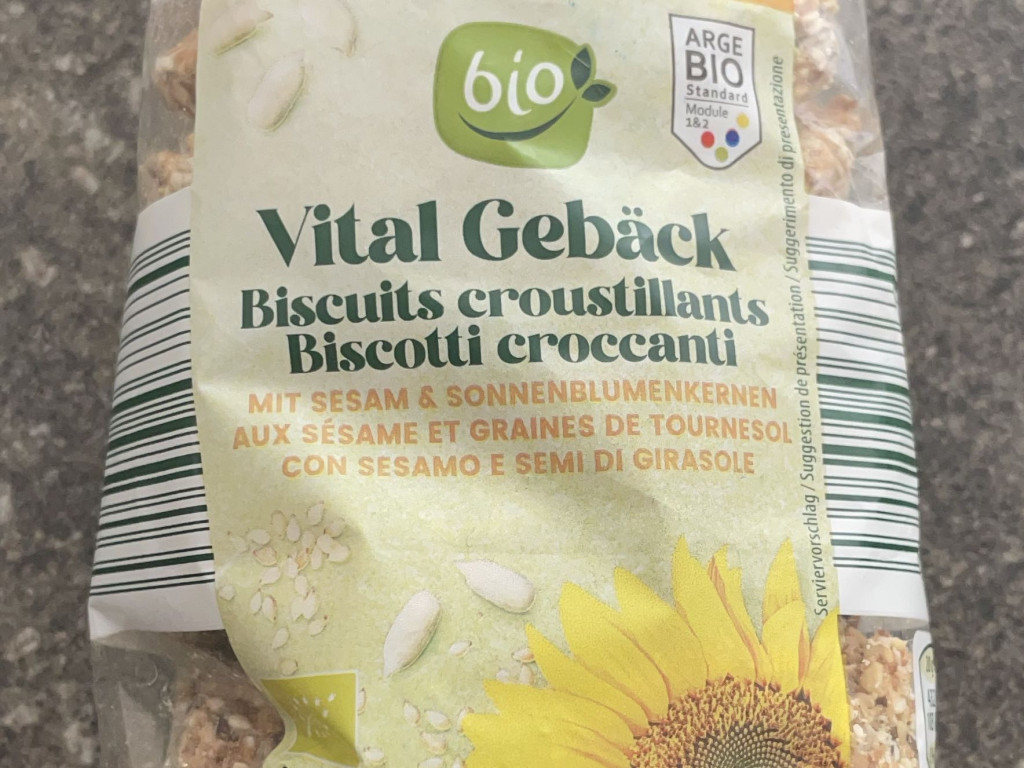 bio
ARGE
BIO
Standard
Module
1&2
Vital Gebäck
Biscuits croustillants
Biscotti croccanti
MIT SESAM & SONNENBLUMENKERNEN
AUX SÉSAME ET GRAINES DE TOURNESOL
CON SESAMO E SEMI DI GIRASOLE
Serviervorschlag / Suggestion de présentation / Suggerimento di presentazione